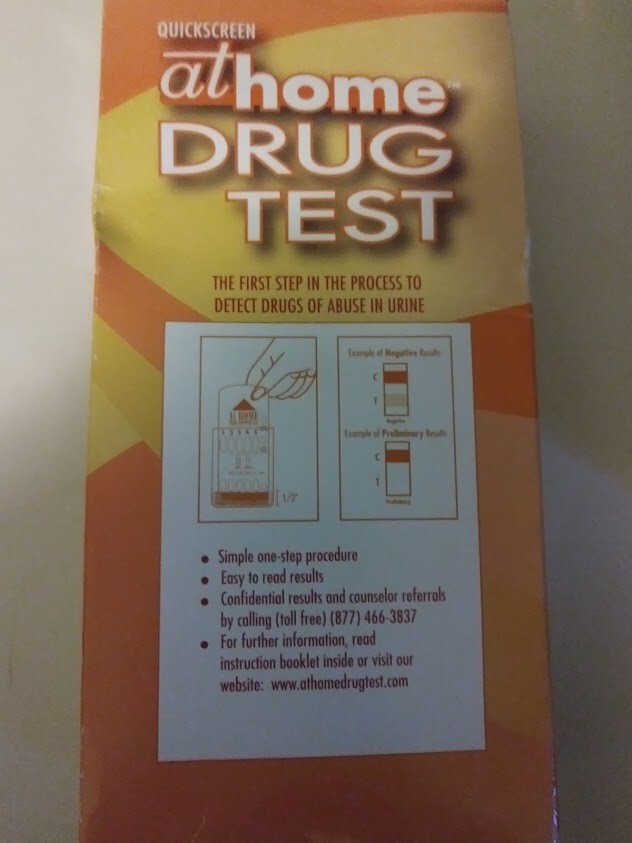 QUICKSCREEN
at home™
DRUG
TEST
THE FIRST STEP IN THE PROCESS TO
DETECT DRUGS OF ABUSE IN URINE
AT HOME
1/2"
Example of Negative Results
C
T
Negative
Example of Preliminary Results
C
T
Preliminary
• Simple one-step procedure
• Easy to read results
• Confidential results and counselor referrals
by calling (toll free) (877) 466-3837
• For further information, read
instruction booklet inside or visit our
website: www.athomedrugtest.com